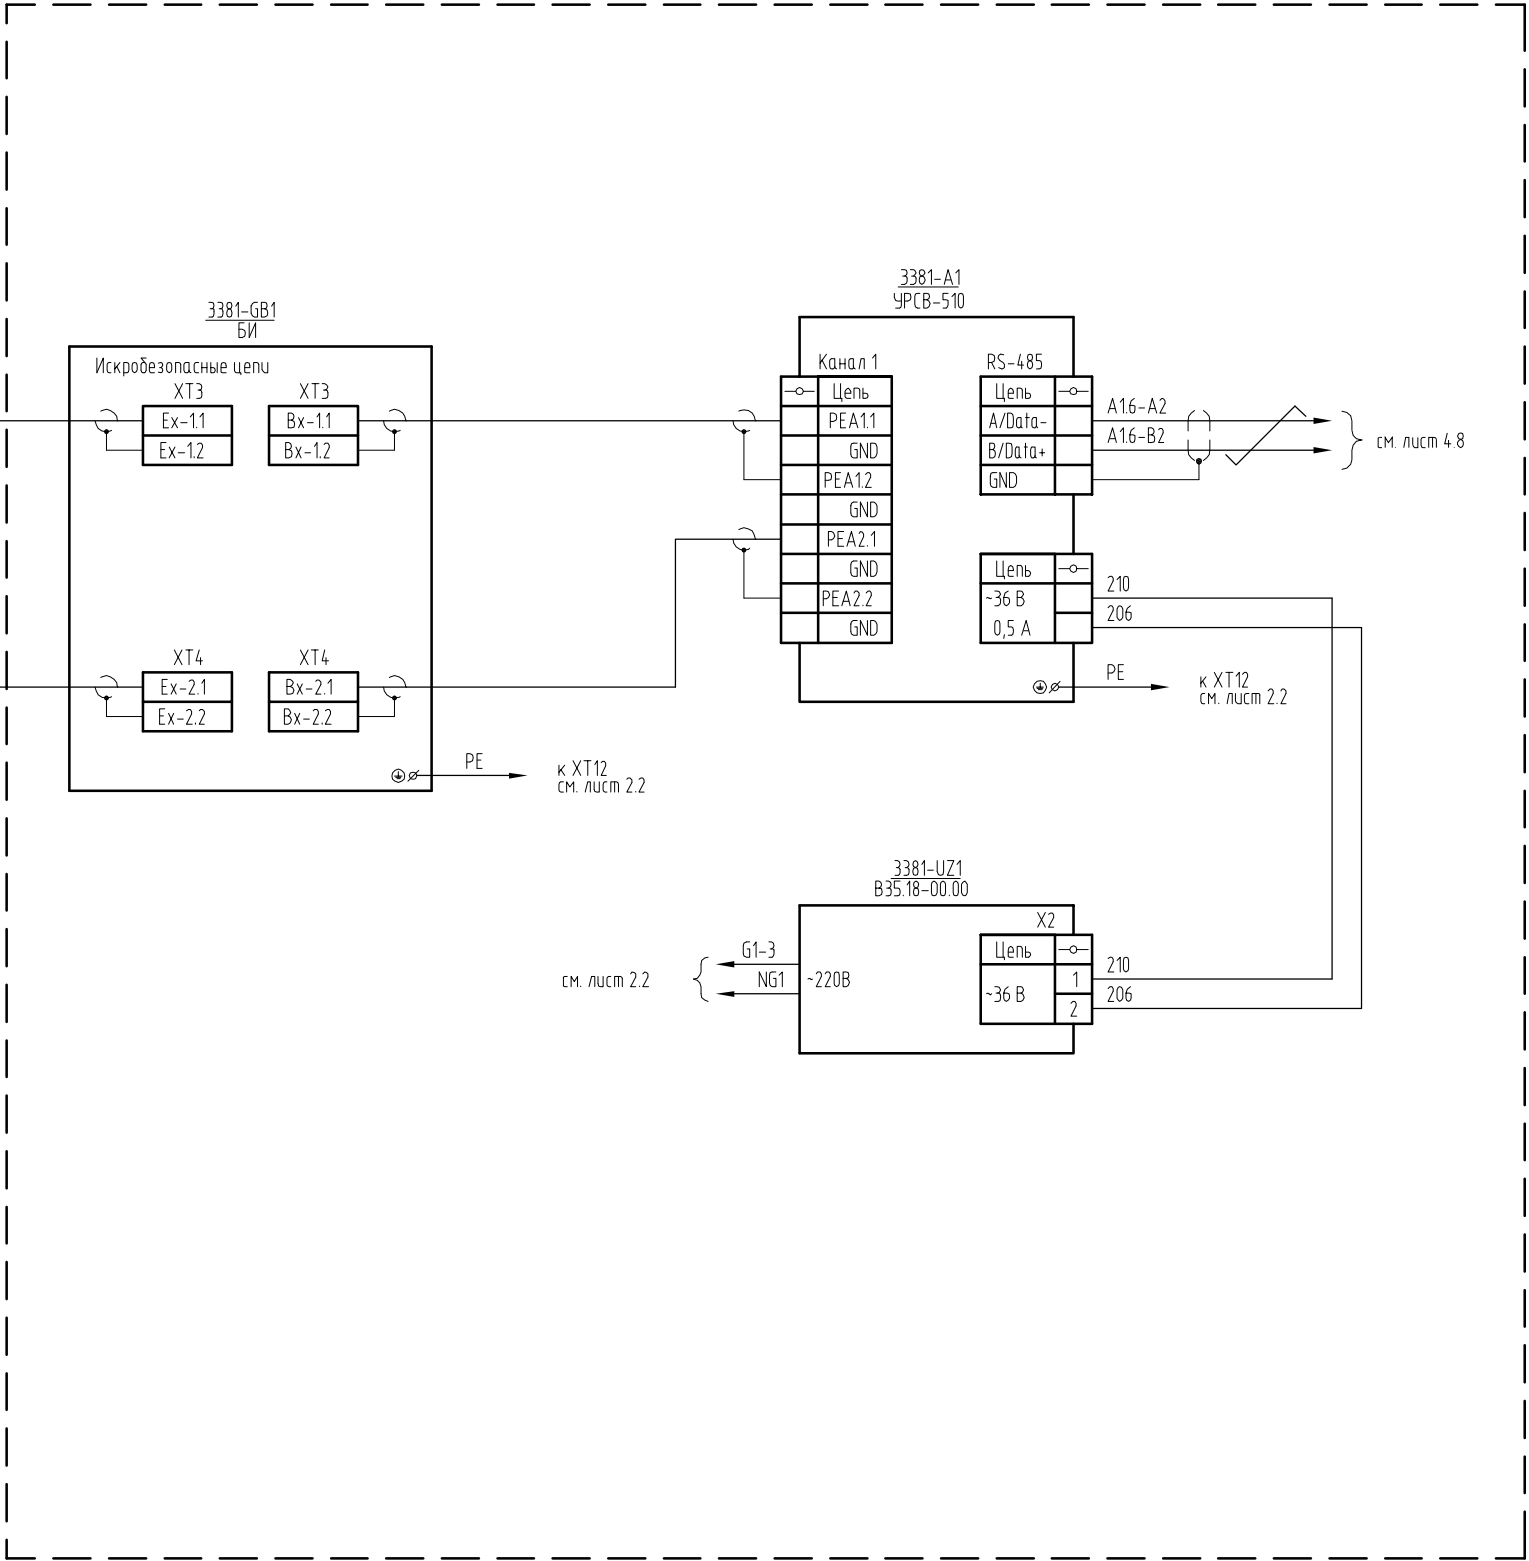 3381-GB1
БИ
Искробезопасные цепи
XT3
XT3
Ex-1.1
Ex-1.2
Вх-1.1
Вх-1.2
XT4
XT4
Ex-2.1
Ex-2.2
Вх-2.1
Вх-2.2
PE
к XT12
см. лист 2.2
3381-A1
УРСВ-510
Канал 1
Цепь
PEA1.1
GND
PEA1.2
GND
PEA2.1
GND
PEA2.2
GND
RS-485
Цепь
A/Data-
B/Data+
GND
A1.6-A2
A1.6-B2
см. лист 4.8
Цепь
~36 В
0,5 А
210
206
PE
к XT12
см. лист 2.2
3381-UZ1
В35.18-00.00
X2
G1-3
NG1
см. лист 2.2
~220В
Цепь
~36 В
1
2
210
206